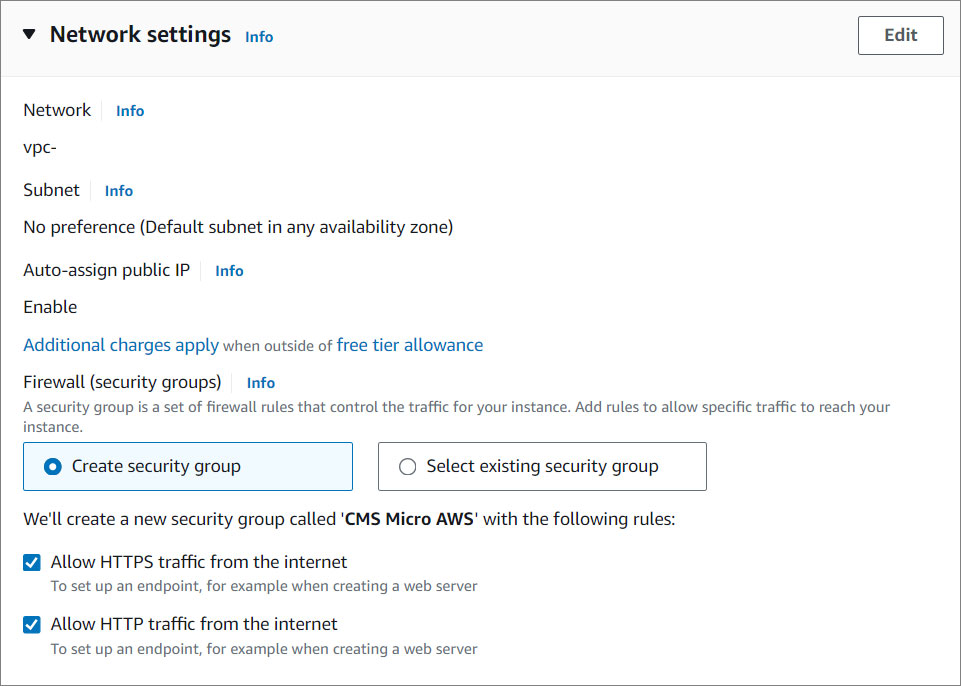 Network settings Info Edit
Network Info
vpc-
Subnet Info
No preference (Default subnet in any availability zone)
Auto-assign public IP Info
Enable
Additional charges apply when outside of free tier allowance
Firewall (security groups) Info
A security group is a set of firewall rules that control the traffic for your instance. Add rules to allow specific traffic to reach your
instance.
Create security group Select existing security group
We'll create a new security group called 'CMS Micro AWS' with the following rules:
Allow HTTPS traffic from the internet
To set up an endpoint, for example when creating a web server
Allow HTTP traffic from the internet
To set up an endpoint, for example when creating a web server